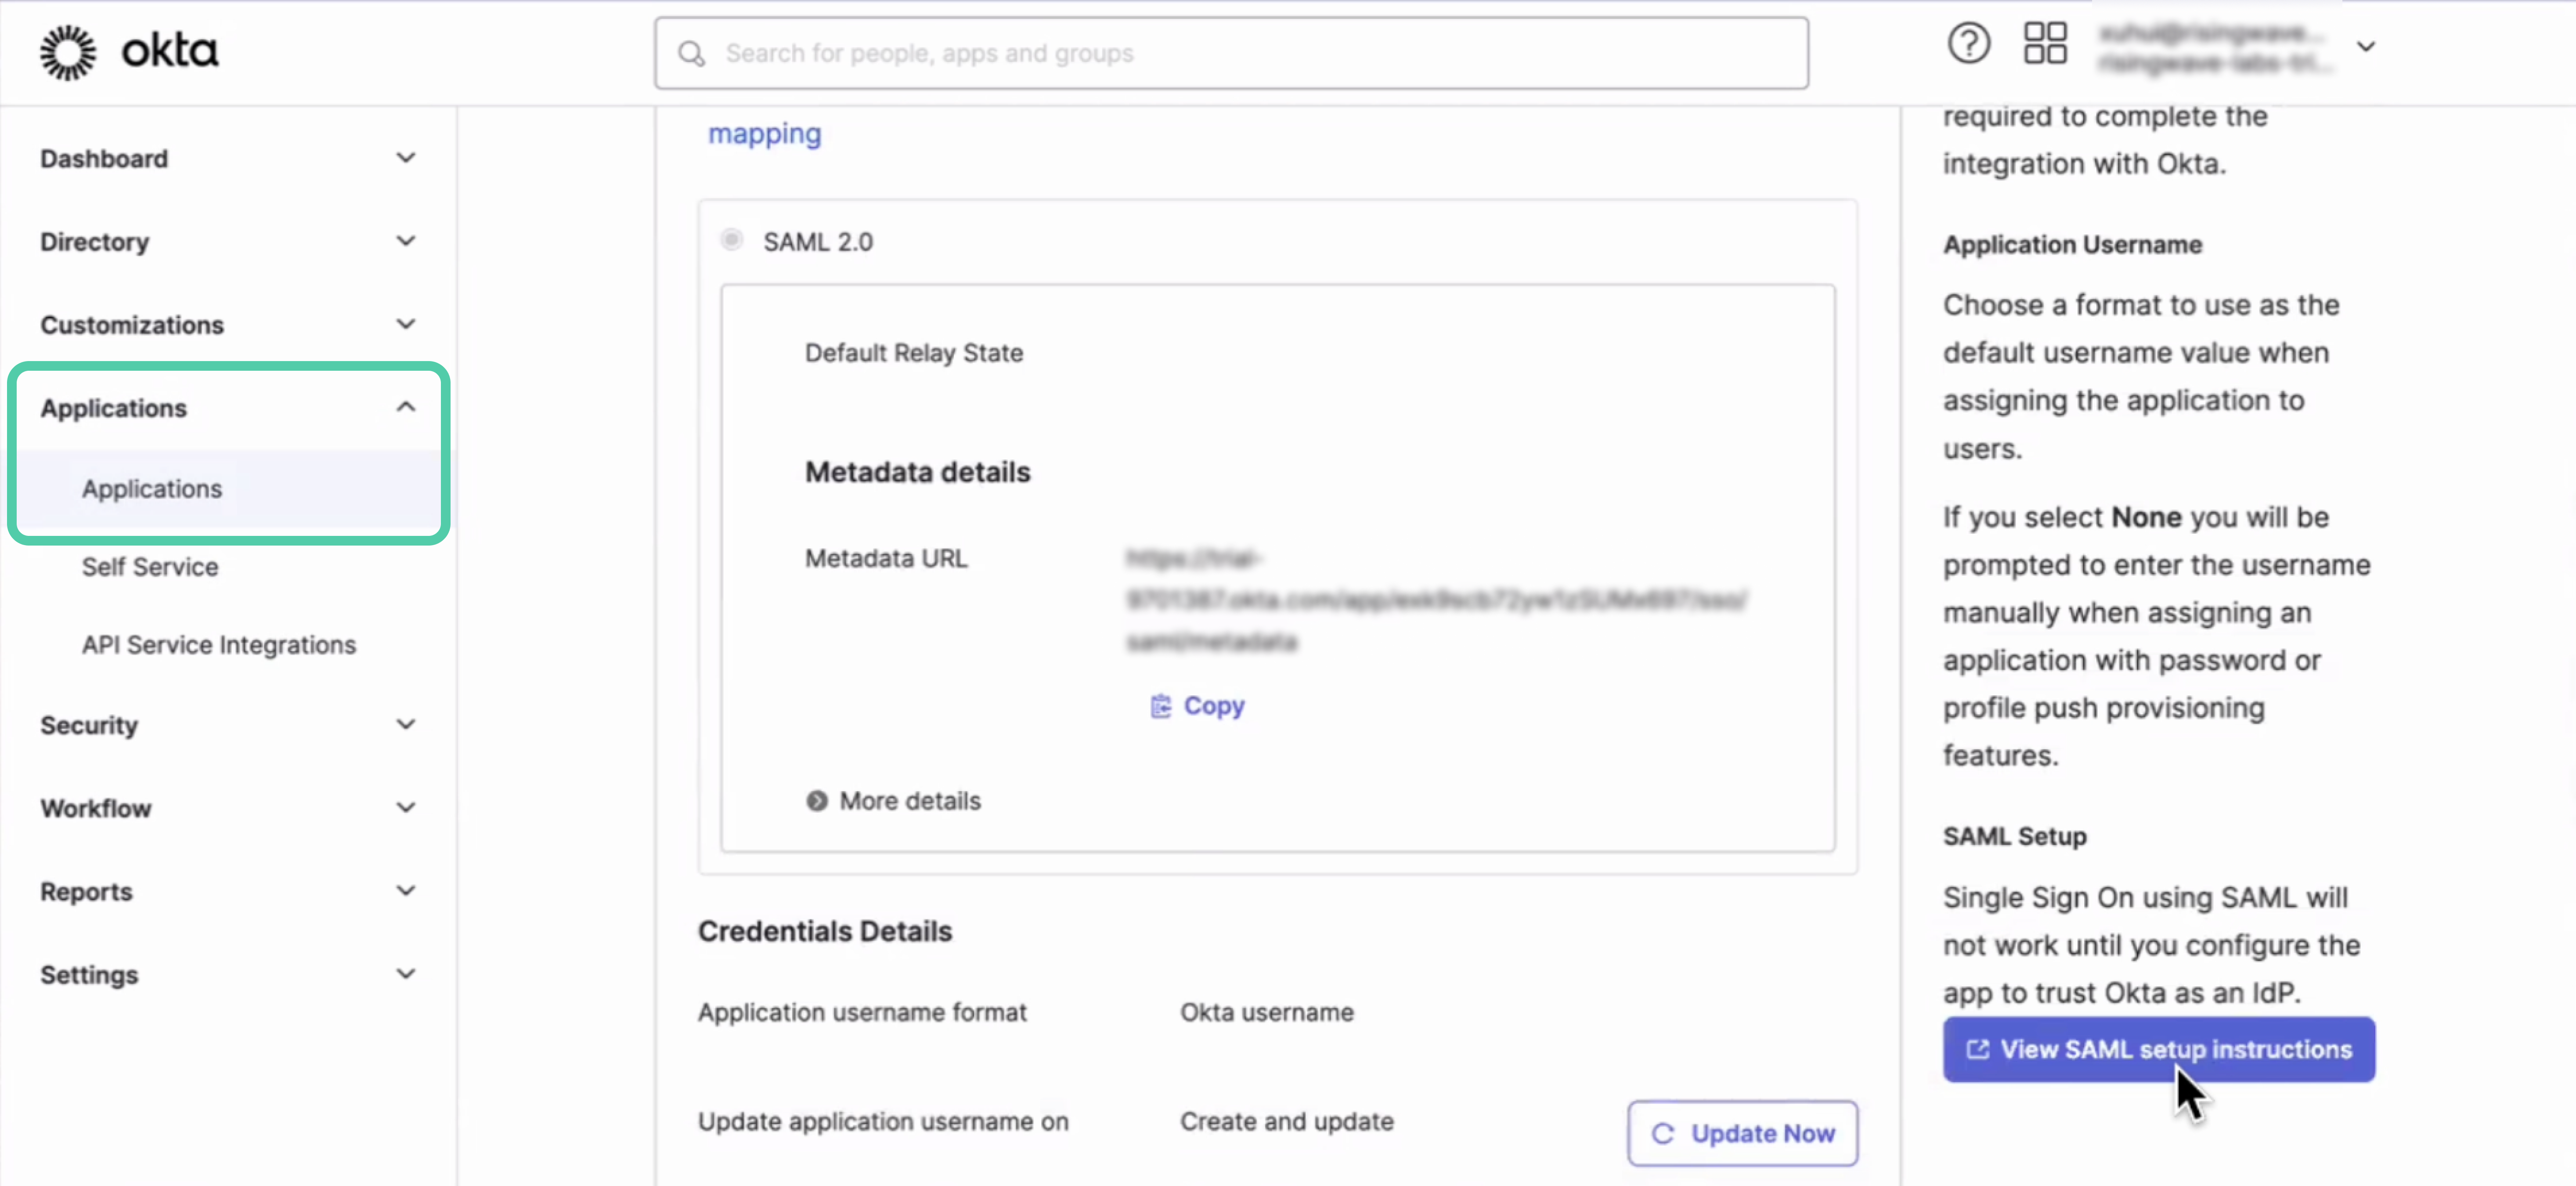 okta
Search for people, apps and groups
Dashboard
Directory
Customizations
Applications
Applications
Self Service
API Service Integrations
Security
Workflow
Reports
Settings
mapping
SAML 2.0
Default Relay State
Metadata details
Metadata URL
Copy
More details
Credentials Details
Application username format
Okta username
Update application username on
Create and update
Update Now
required to complete the
integration with Okta.
Application Username
Choose a format to use as the
default username value when
assigning the application to
users.
If you select None you will be
prompted to enter the username
manually when assigning an
application with password or
profile push provisioning
features.
SAML Setup
Single Sign On using SAML will
not work until you configure the
app to trust Okta as an IdP.
View SAML setup instructions